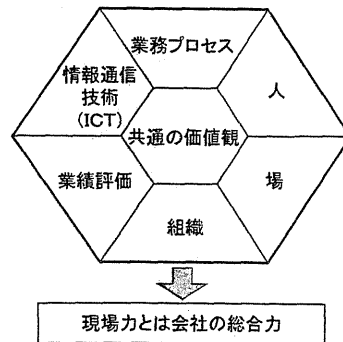 業務プロセス
情報通信
技術
(ICT)
人
共通の価値観
業績評価
場
組織
現場力とは会社の総合力